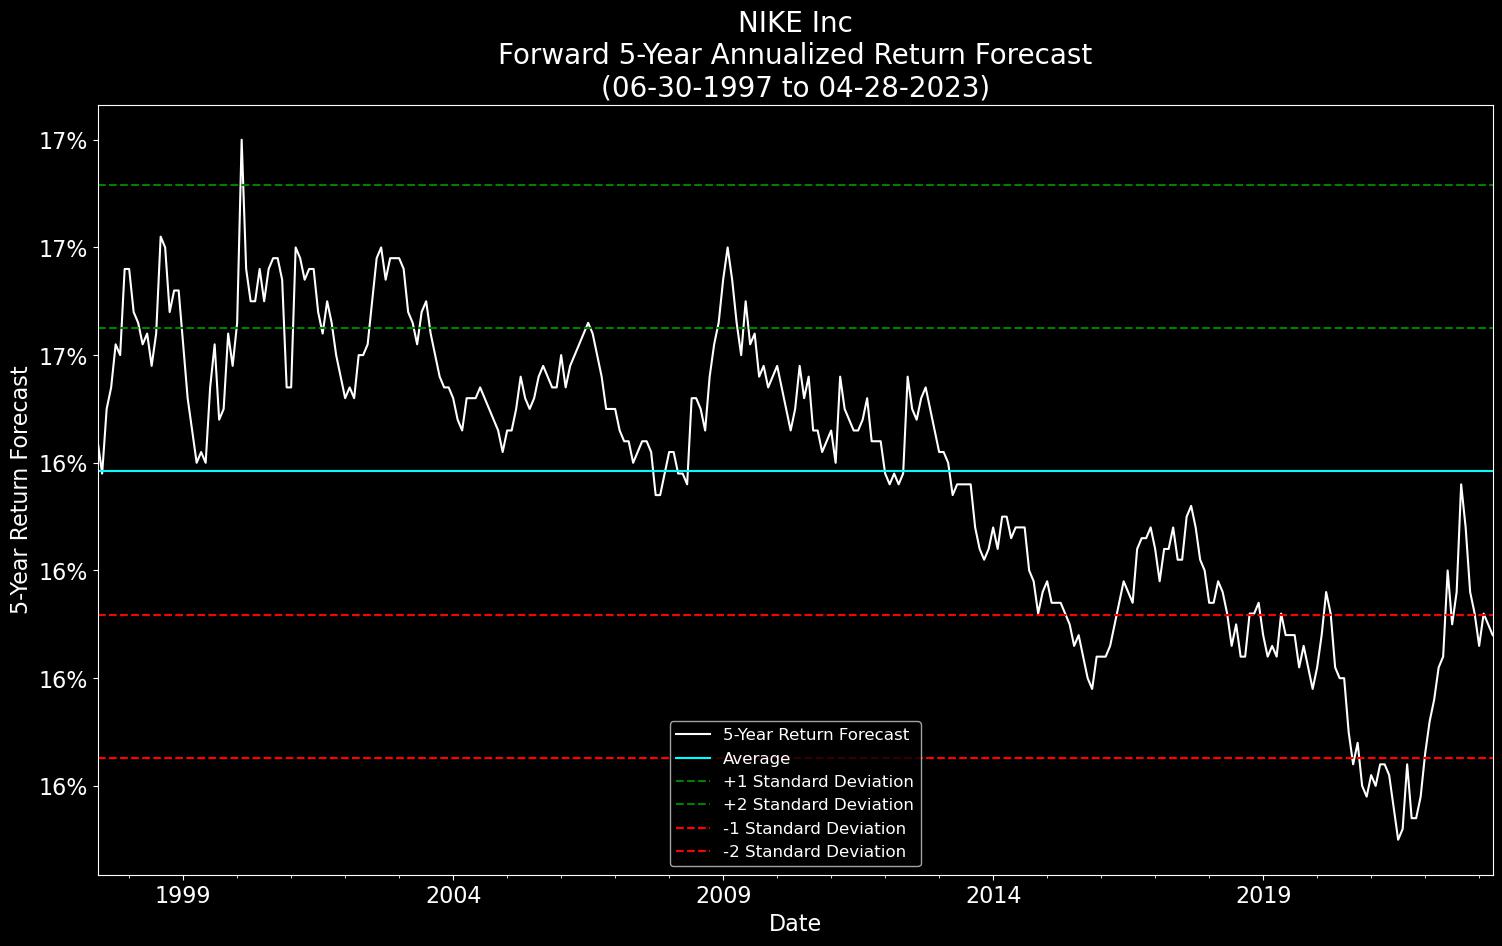 NIKE Inc
Forward 5-Year Annualized Return Forecast
(06-30-1997 to 04-28-2023)
17%
17%
17%
16%
16%
16%
16%
5-Year Return Forecast
5-Year Return Forecast
Average
+1 Standard Deviation
+2 Standard Deviation
-1 Standard Deviation
-2 Standard Deviation
1999
2004
2009
2014
2019
Date